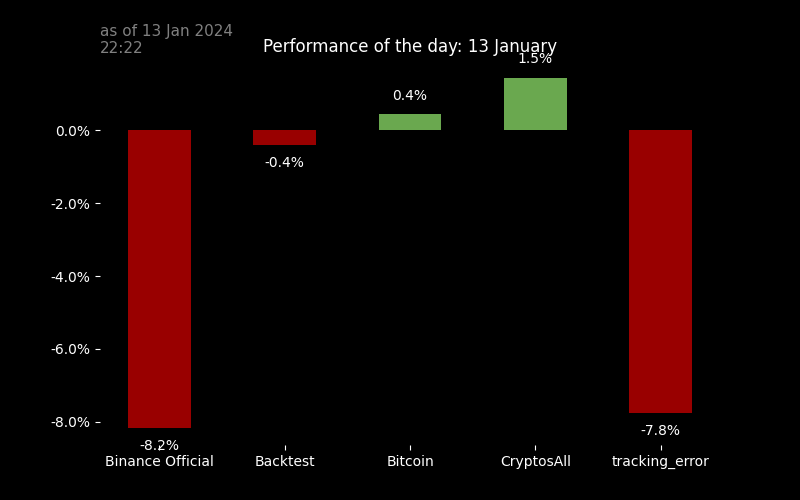 as of 13 Jan 2024
22:22
Performance of the day: 13 January
1.5%
0.4%
0.0%
-0.4%
-2.0%
-4.0%
-6.0%
-8.0%
-7.8%
-8.2%
Binance Official
Backtest
Bitcoin
CryptosAll
tracking_error